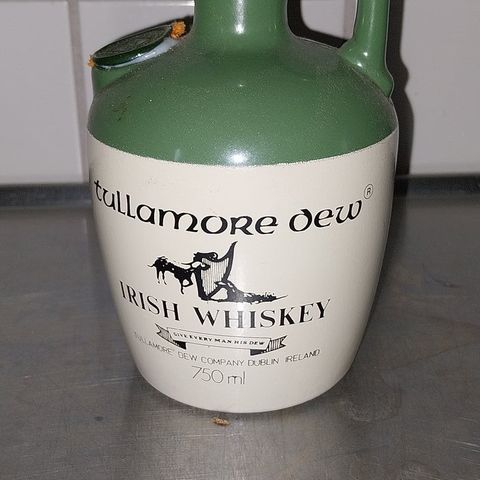 tullamore dew®
IRISH WHISKEY
GIVE EVERY MAN HIS DEW
TULLAMORE DEW COMPANY DUBLIN IRELAND
750 ml